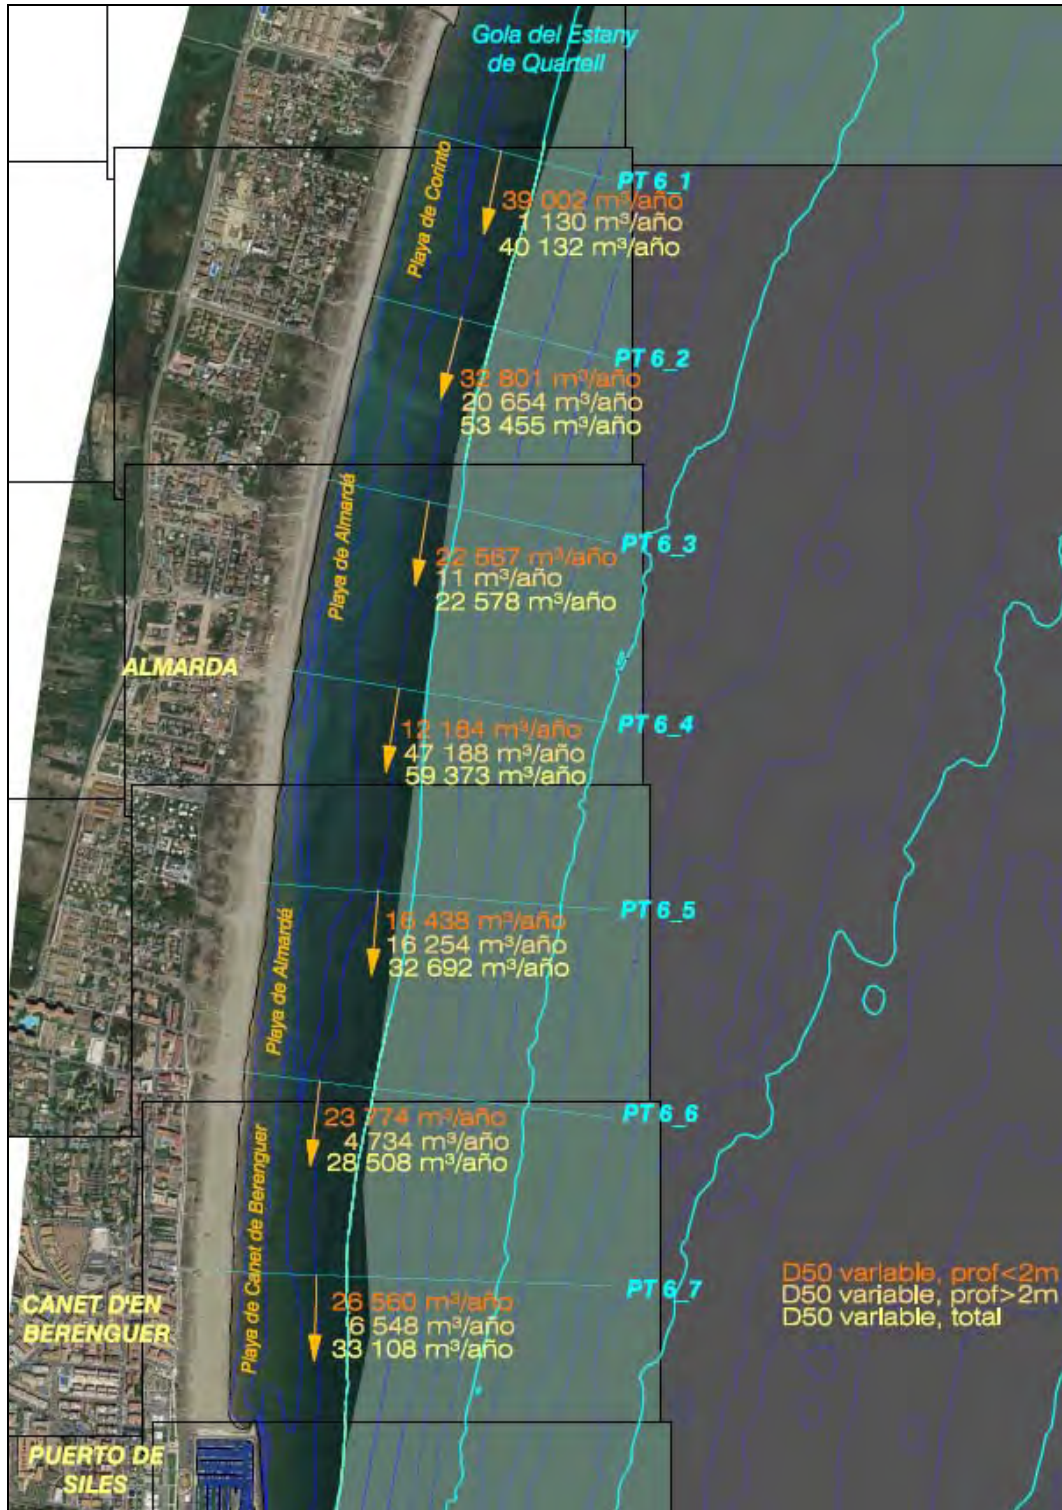 Gola del Estany
de Quartell
Playa de Corinto
PT 6_1
39 002 m³/año
1 130 m³/año
40 132 m³/año
PT 6_2
32 801 m³/año
20 654 m³/año
53 455 m³/año
Playa de Almardá
PT 6_3
22 567 m³/año
11 m³/año
22 578 m³/año
ALMARDA
PT 6_4
12 184 m³/año
47 188 m³/año
59 373 m³/año
Playa de Almardá
PT 6_5
16 438 m³/año
16 254 m³/año
32 692 m³/año
PT 6_6
23 774 m³/año
4 734 m³/año
28 508 m³/año
Playa de Canet de Berenguer
PT 6_7
26 560 m³/año
6 548 m³/año
33 108 m³/año
D50 variable, prof<2m
D50 variable, prof>2m
D50 variable, total
CANET D'EN
BERENGUER
PUERTO DE
SILES